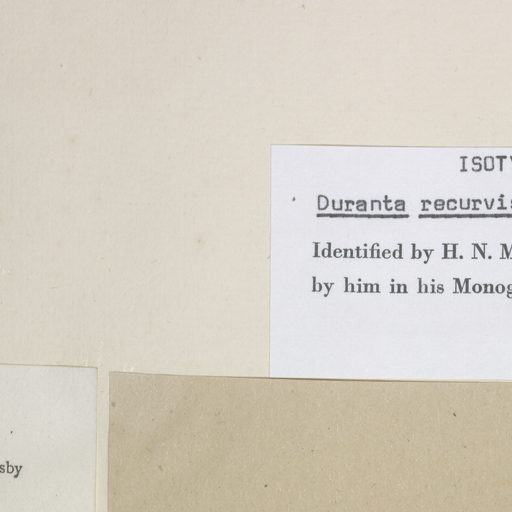 ISOTY
Duranta recurvis
Identified by H. N. M
by him in his Monog
sby